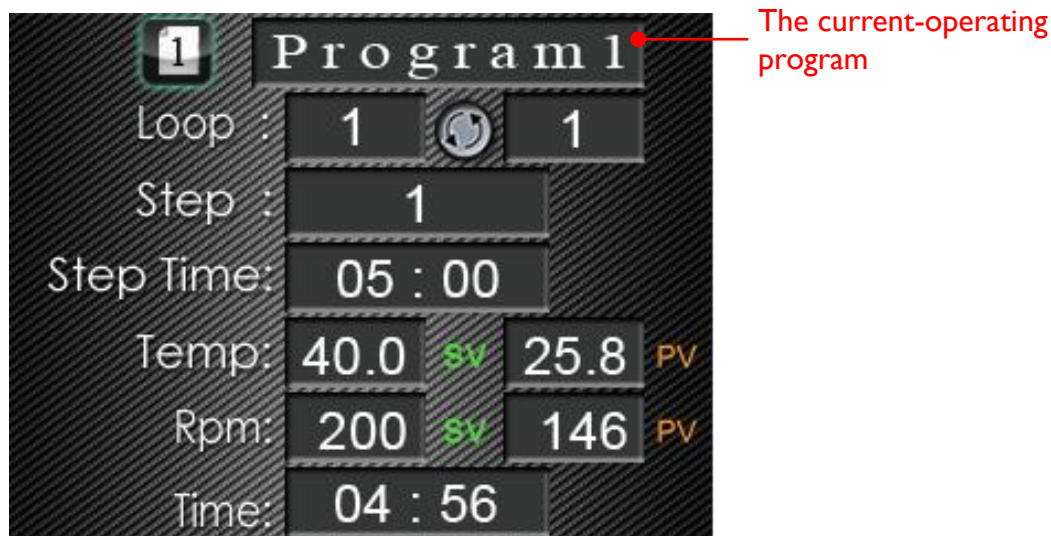 1 Program1
The current-operating
program
Loop : 1 1
Step : 1
Step Time: 05 : 00
Temp: 40.0 SV 25.8 PV
Rpm: 200 SV 146 PV
Time: 04 : 56